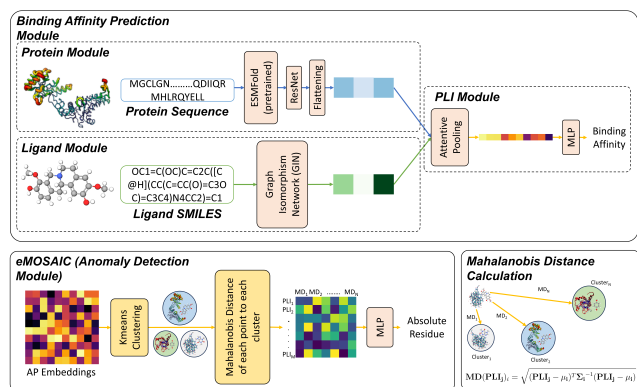 Binding Affinity Prediction
Module
Protein Module
MGCLGN.........QDIIQR
MHLRQYELL
Protein Sequence
ESMFold
(pretrained)
ResNet
Flattening
PLI Module
Attentive
Pooling
MLP
Binding
Affinity
Ligand Module
OC1=C(OC)C=C2C([C
@H](CC(C=CC(O)=C3O
C)=C3C4)N4CC2)=C1
Ligand SMILES
Graph
Isomorphism
Network (GIN)
eMOSAIC (Anomaly Detection
Module)
AP Embeddings
Kmeans
Clustering
Mahalanobis Distance
of each point to each
cluster
MD₁ MD₂ ........ MDₙ
PLI₁
PLI₂
.
.
.
.
PLIₘ
MLP
Absolute
Residue
Mahalanobis Distance
Calculation
MDₙ
Clusterₙ
MD₁
MD₂
Cluster₁
Cluster₂
MD(PLIⱼ)ᵢ = √(PLIⱼ − μᵢ)ᵀΣᵢ⁻¹(PLIⱼ − μᵢ)